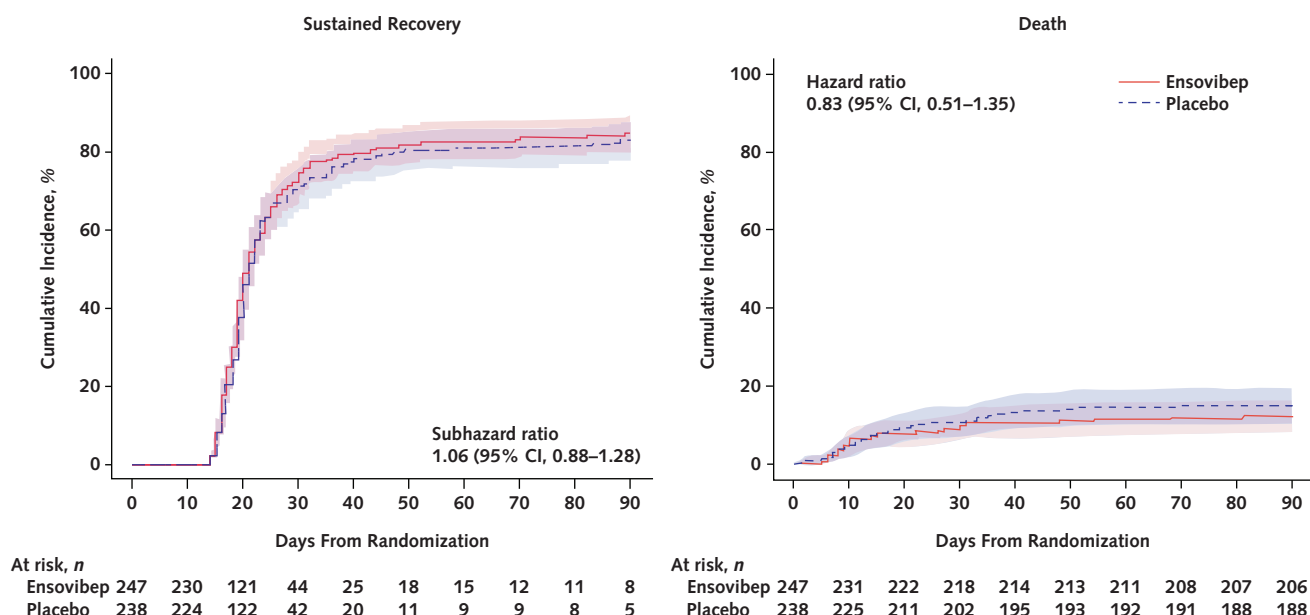 Sustained Recovery
100
80
60
40
20
0
Cumulative Incidence, %
Subhazard ratio
1.06 (95% CI, 0.88–1.28)
0 10 20 30 40 50 60 70 80 90
Days From Randomization
At risk, n
Ensovibep 247 230 121 44 25 18 15 12 11 8
Placebo 238 224 122 42 20 11 9 9 8 5
Death
100
80
60
40
20
0
Cumulative Incidence, %
Hazard ratio
0.83 (95% CI, 0.51–1.35)
Ensovibep
Placebo
0 10 20 30 40 50 60 70 80 90
Days From Randomization
At risk, n
Ensovibep 247 231 222 218 214 213 211 208 207 206
Placebo 238 225 211 202 195 193 192 191 188 188